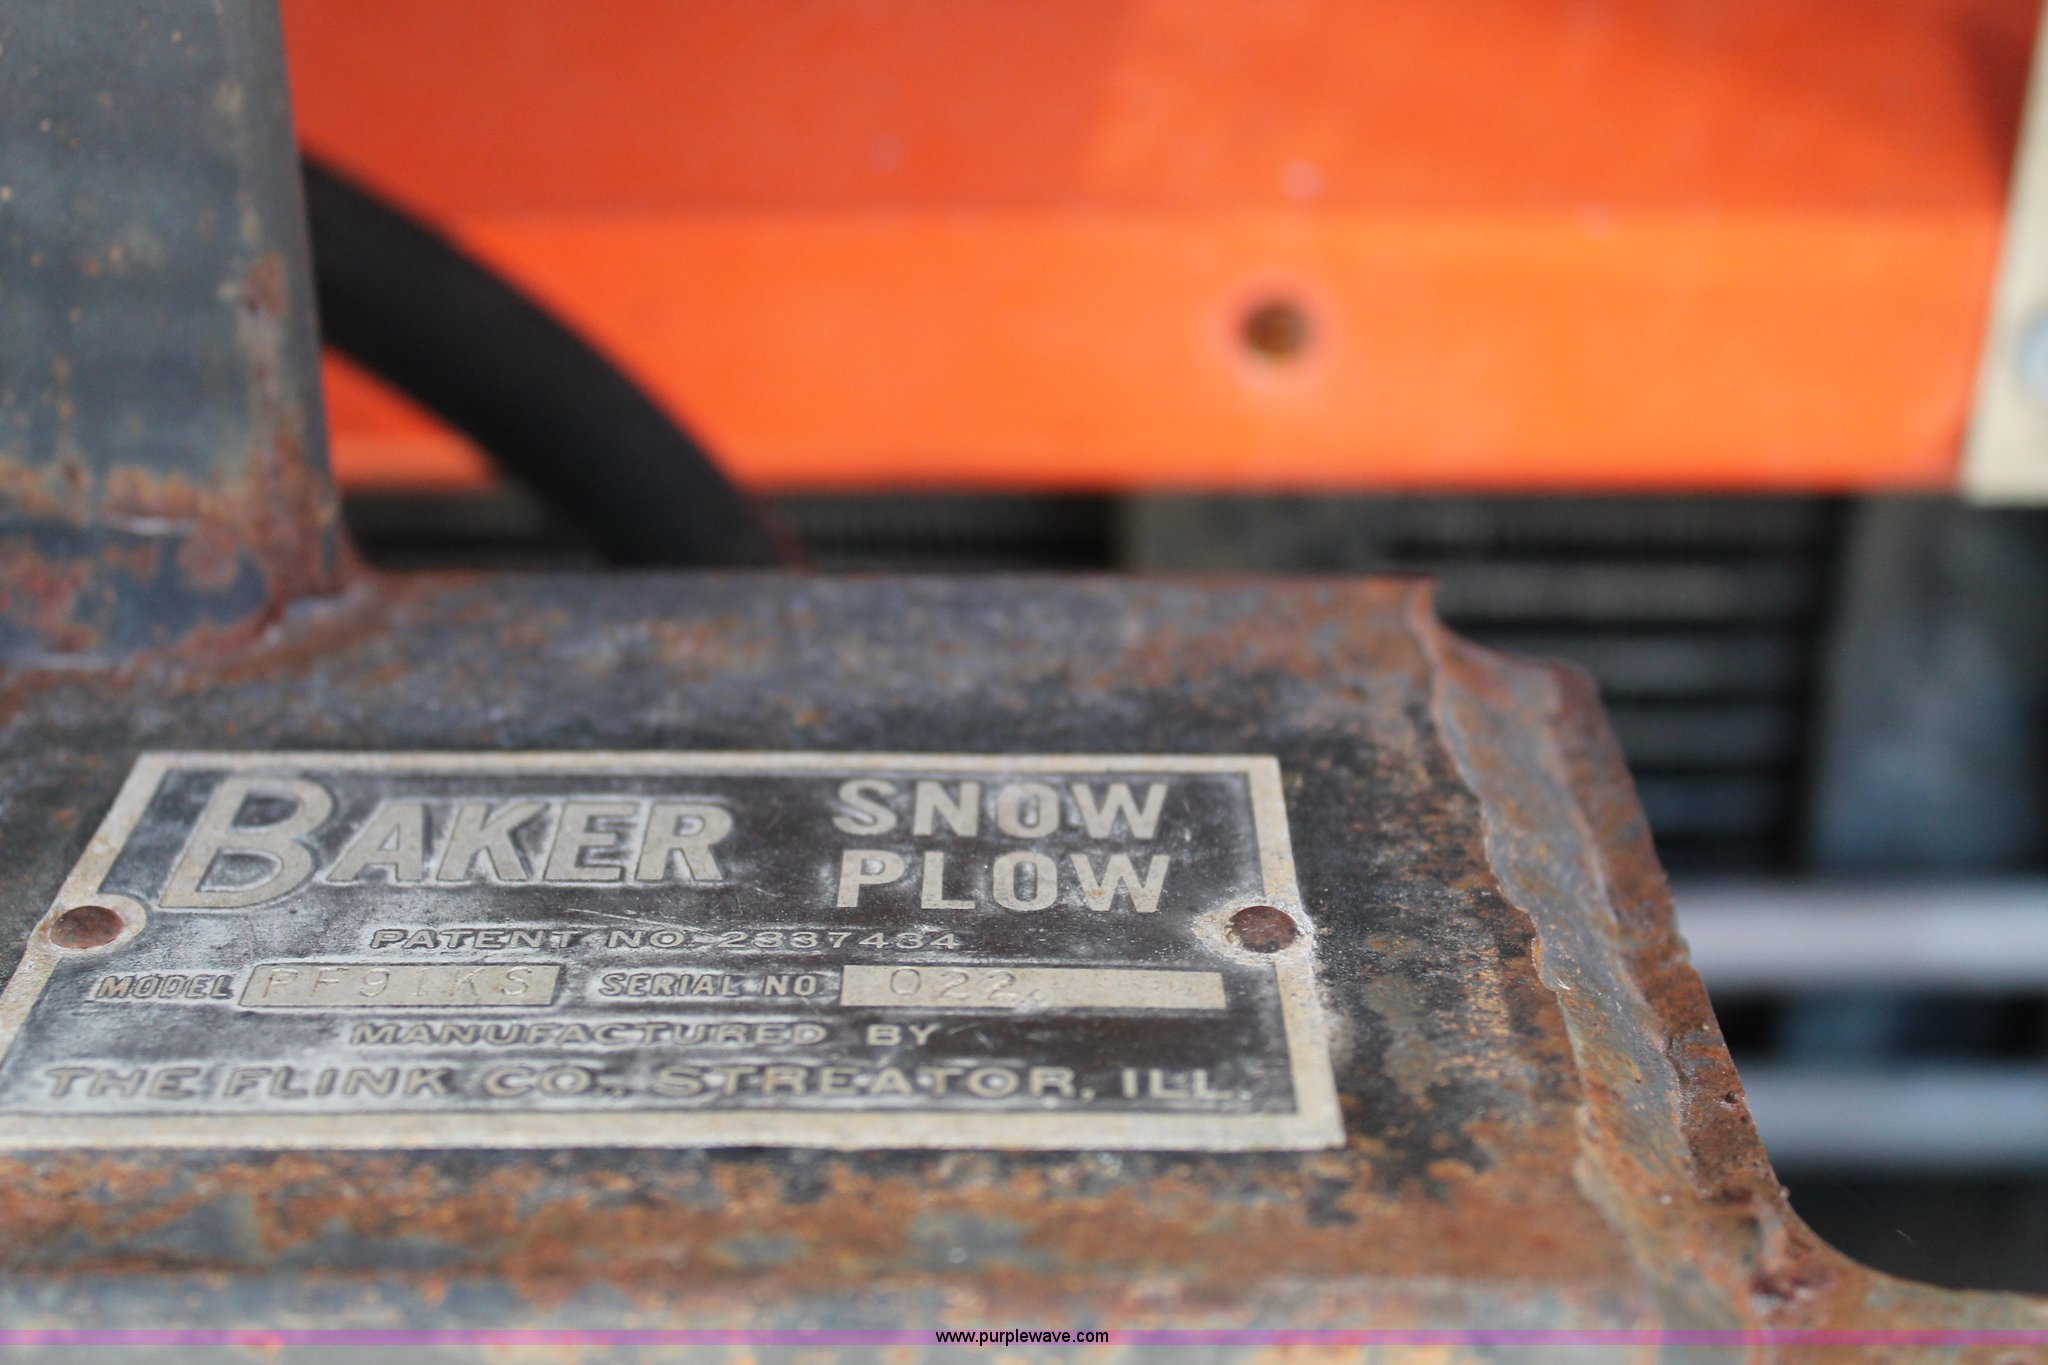 BAKER SNOW PLOW
PATENT NO. 2337434
MODEL PF91KS SERIAL NO. 022
MANUFACTURED BY
THE FLINK CO., STREATOR, ILL.
www.purplewave.com